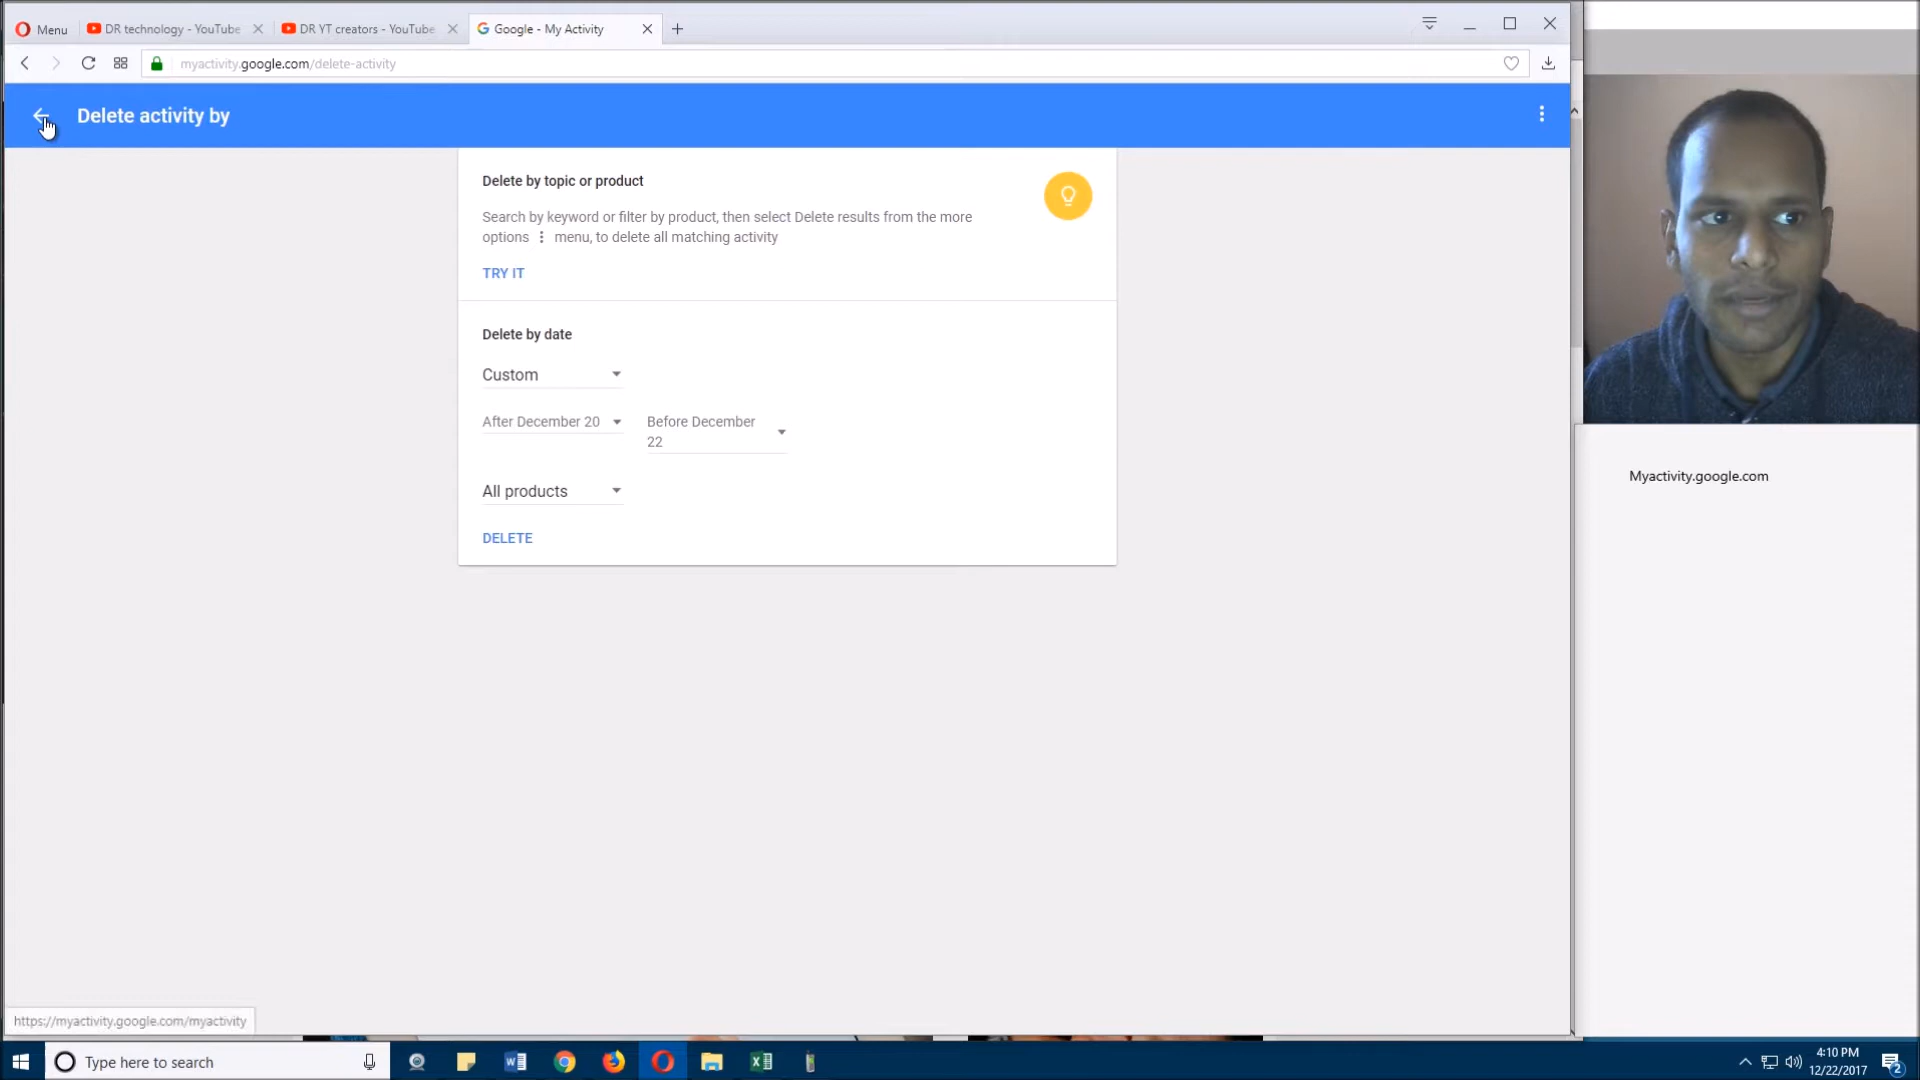 Menu
DR technology - YouTube
DR YT creators - YouTube
Google - My Activity
myactivity.google.com/delete-activity
Delete activity by
Delete by topic or product
Search by keyword or filter by product, then select Delete results from the more
options ⋮ menu, to delete all matching activity
TRY IT
Delete by date
Custom
After December 20
Before December
22
All products
DELETE
Myactivity.google.com
https://myactivity.google.com/myactivity
Type here to search
4:10 PM
12/22/2017
2